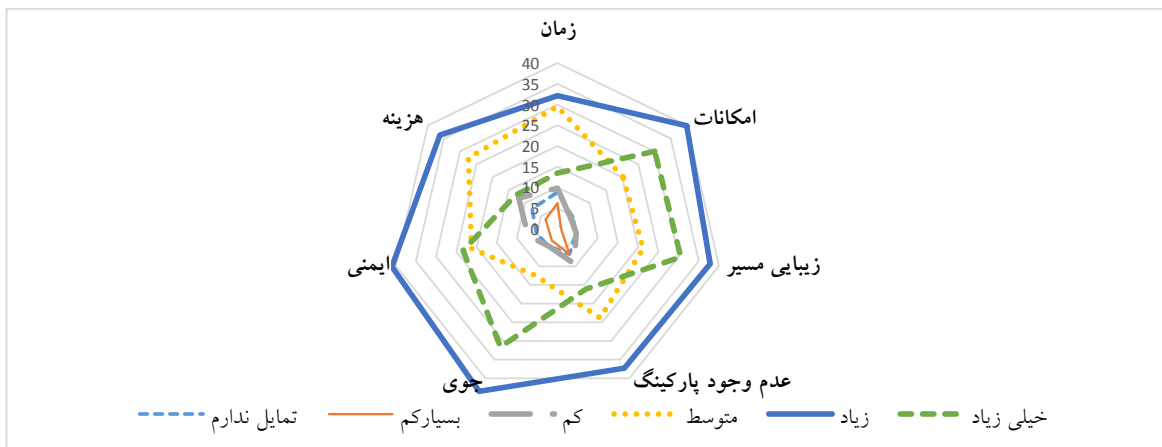 زمان
40
35
30
25
20
15
10
5
0
امکانات
هزینه
زیبایی مسیر
ایمنی
عدم وجود پارکینگ
جوی
تمایل ندارم
بسیارکم
کم
متوسط
زیاد
خیلی زیاد